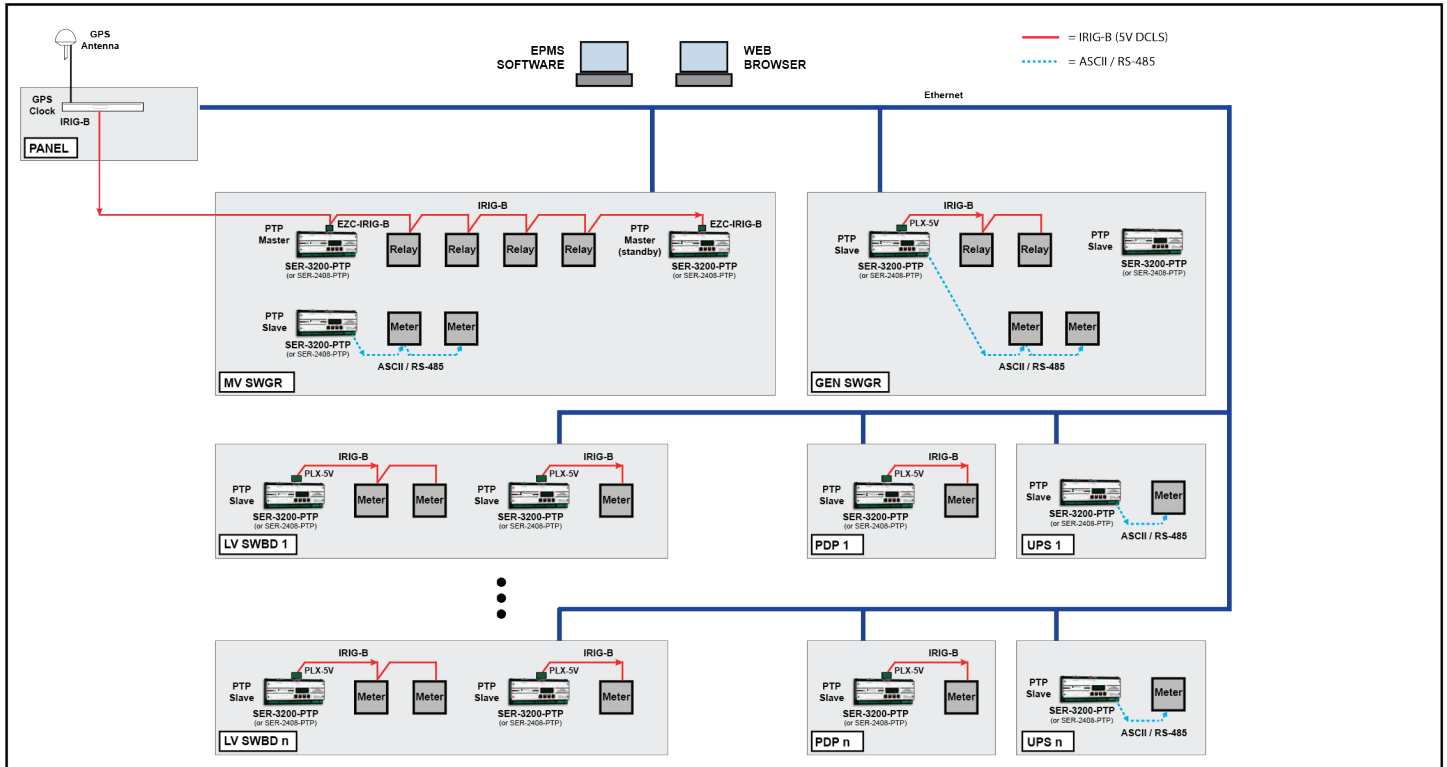 GPS
Antenna
EPMS
SOFTWARE
WEB
BROWSER
= IRIG-B (5V DCLS)
= ASCII / RS-485
GPS
Clock
IRIG-B
PANEL
Ethernet
IRIG-B
PTP
Master
EZC-IRIG-B
SER-3200-PTP
(or SER-2408-PTP)
Relay
Relay
Relay
Relay
PTP
Master
(standby)
EZC-IRIG-B
SER-3200-PTP
(or SER-2408-PTP)
PTP
Slave
SER-3200-PTP
(or SER-2408-PTP)
Meter
Meter
ASCII / RS-485
MV SWGR
IRIG-B
PLX-5V
PTP
Slave
SER-3200-PTP
(or SER-2408-PTP)
Relay
Relay
PTP
Slave
SER-3200-PTP
(or SER-2408-PTP)
Meter
Meter
ASCII / RS-485
GEN SWGR
IRIG-B
PLX-5V
PTP
Slave
SER-3200-PTP
(or SER-2408-PTP)
Meter
Meter
IRIG-B
PLX-5V
PTP
Slave
SER-3200-PTP
(or SER-2408-PTP)
Meter
LV SWBD 1
IRIG-B
PLX-5V
PTP
Slave
SER-3200-PTP
(or SER-2408-PTP)
Meter
PDP 1
PTP
Slave
SER-3200-PTP
(or SER-2408-PTP)
Meter
ASCII / RS-485
UPS 1
IRIG-B
PLX-5V
PTP
Slave
SER-3200-PTP
(or SER-2408-PTP)
Meter
Meter
IRIG-B
PLX-5V
PTP
Slave
SER-3200-PTP
(or SER-2408-PTP)
Meter
LV SWBD n
IRIG-B
PLX-5V
PTP
Slave
SER-3200-PTP
(or SER-2408-PTP)
Meter
PDP n
PTP
Slave
SER-3200-PTP
(or SER-2408-PTP)
Meter
ASCII / RS-485
UPS n